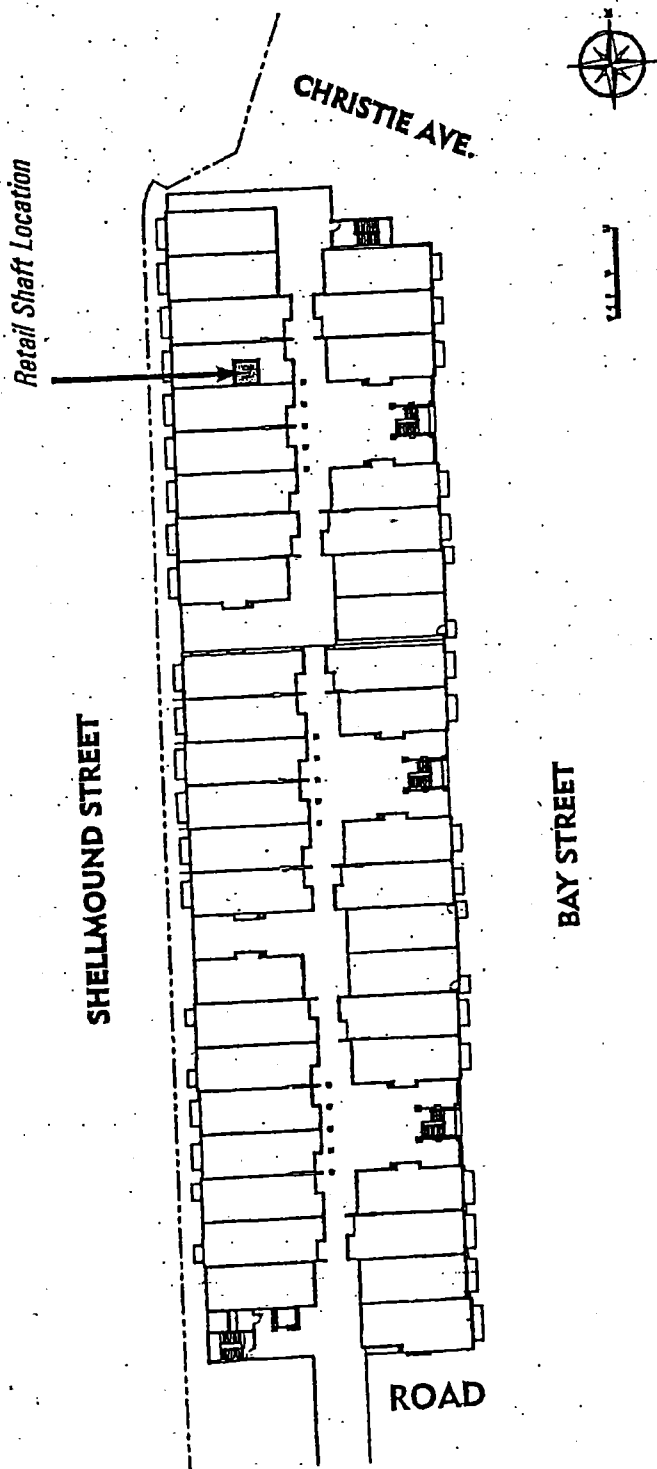 CHRISTIE AVE.
Retail Shaft Location
SHELLMOUND STREET
BAY STREET
ROAD